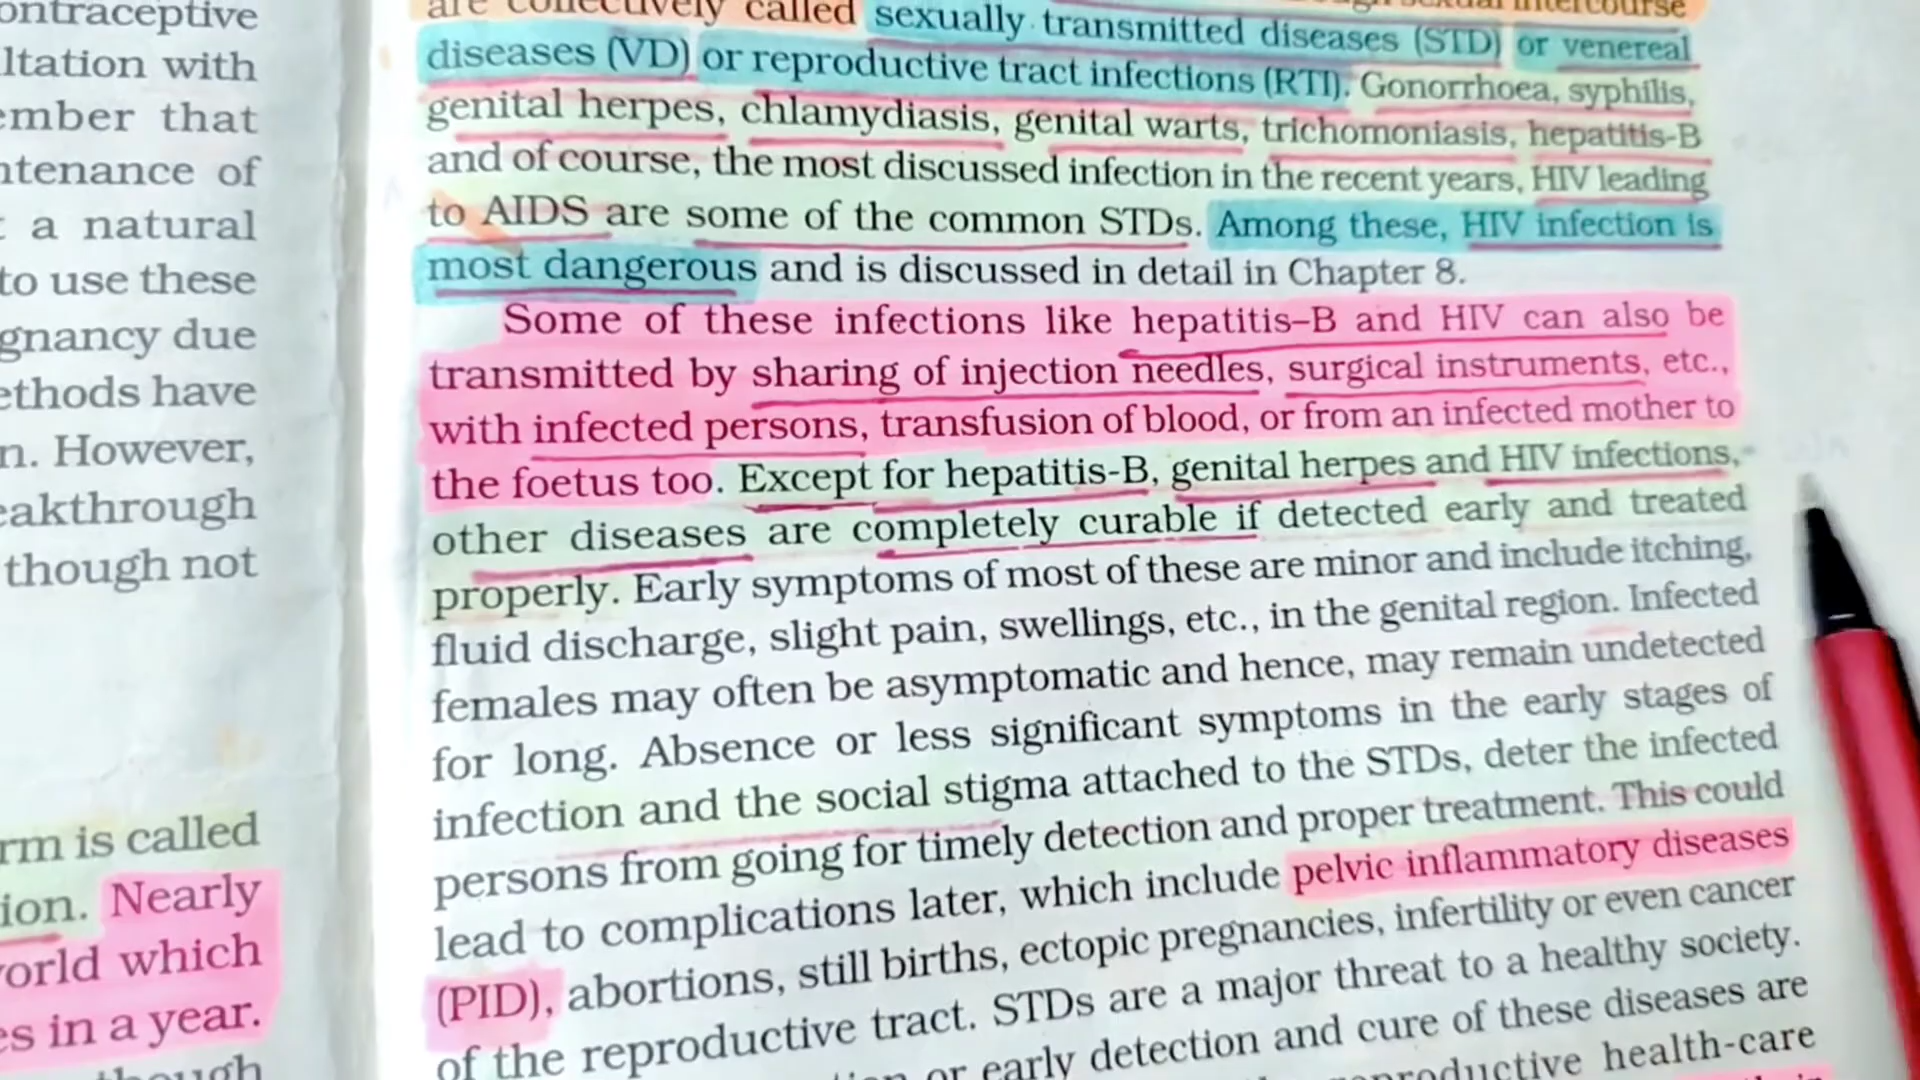 ontraceptive
ltation with
ember that
ntenance of
a natural
to use these
gnancy due
ethods have
n. However,
eakthrough
though not
rm is called
ion. Nearly
orld which
es in a year.
though
are collectively called sexually transmitted diseases (STD) or venereal
diseases (VD) or reproductive tract infections (RTI). Gonorrhoea, syphilis,
genital herpes, chlamydiasis, genital warts, trichomoniasis, hepatitis-B
and of course, the most discussed infection in the recent years, HIV leading
to AIDS are some of the common STDs. Among these, HIV infection is
most dangerous and is discussed in detail in Chapter 8.
Some of these infections like hepatitis–B and HIV can also be
transmitted by sharing of injection needles, surgical instruments, etc.,
with infected persons, transfusion of blood, or from an infected mother to
the foetus too. Except for hepatitis-B, genital herpes and HIV infections,
other diseases are completely curable if detected early and treated
properly. Early symptoms of most of these are minor and include itching,
fluid discharge, slight pain, swellings, etc., in the genital region. Infected
females may often be asymptomatic and hence, may remain undetected
for long. Absence or less significant symptoms in the early stages of
infection and the social stigma attached to the STDs, deter the infected
persons from going for timely detection and proper treatment. This could
lead to complications later, which include pelvic inflammatory diseases
(PID), abortions, still births, ectopic pregnancies, infertility or even cancer
of the reproductive tract. STDs are a major threat to a healthy society.
or early detection and cure of these diseases are
reproductive health-care